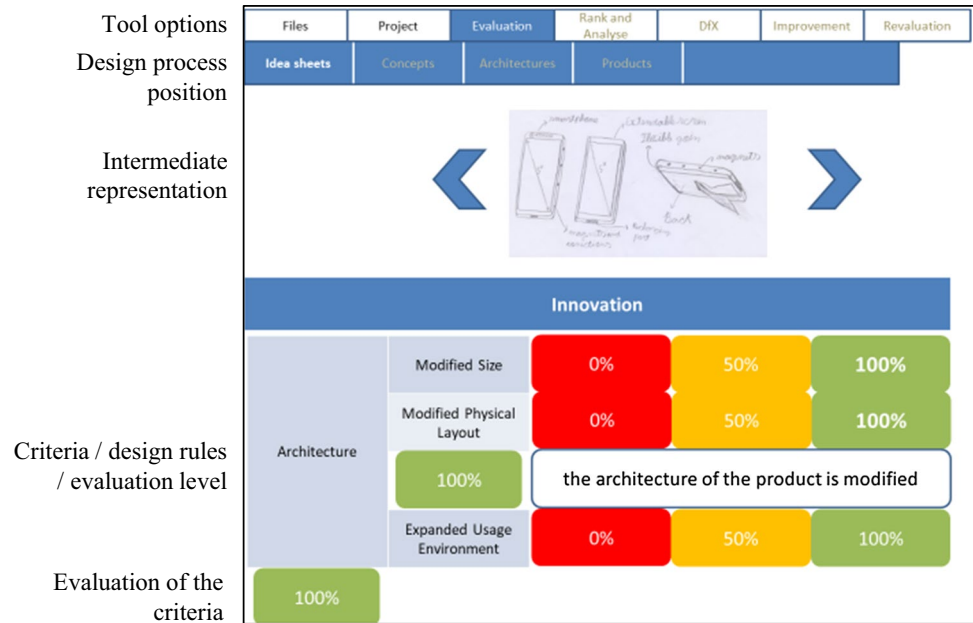 Tool options
Files Project Evaluation Rank and Analyse DfX Improvement Revaluation
Design process position
Idea sheets Concepts Architectures Products
Intermediate representation
smartphone
magnets
Back
Innovation
Criteria / design rules / evaluation level
Architecture
Modified Size 0% 50% 100%
Modified Physical Layout 0% 50% 100%
100% the architecture of the product is modified
Expanded Usage Environment 0% 50% 100%
Evaluation of the criteria
100%